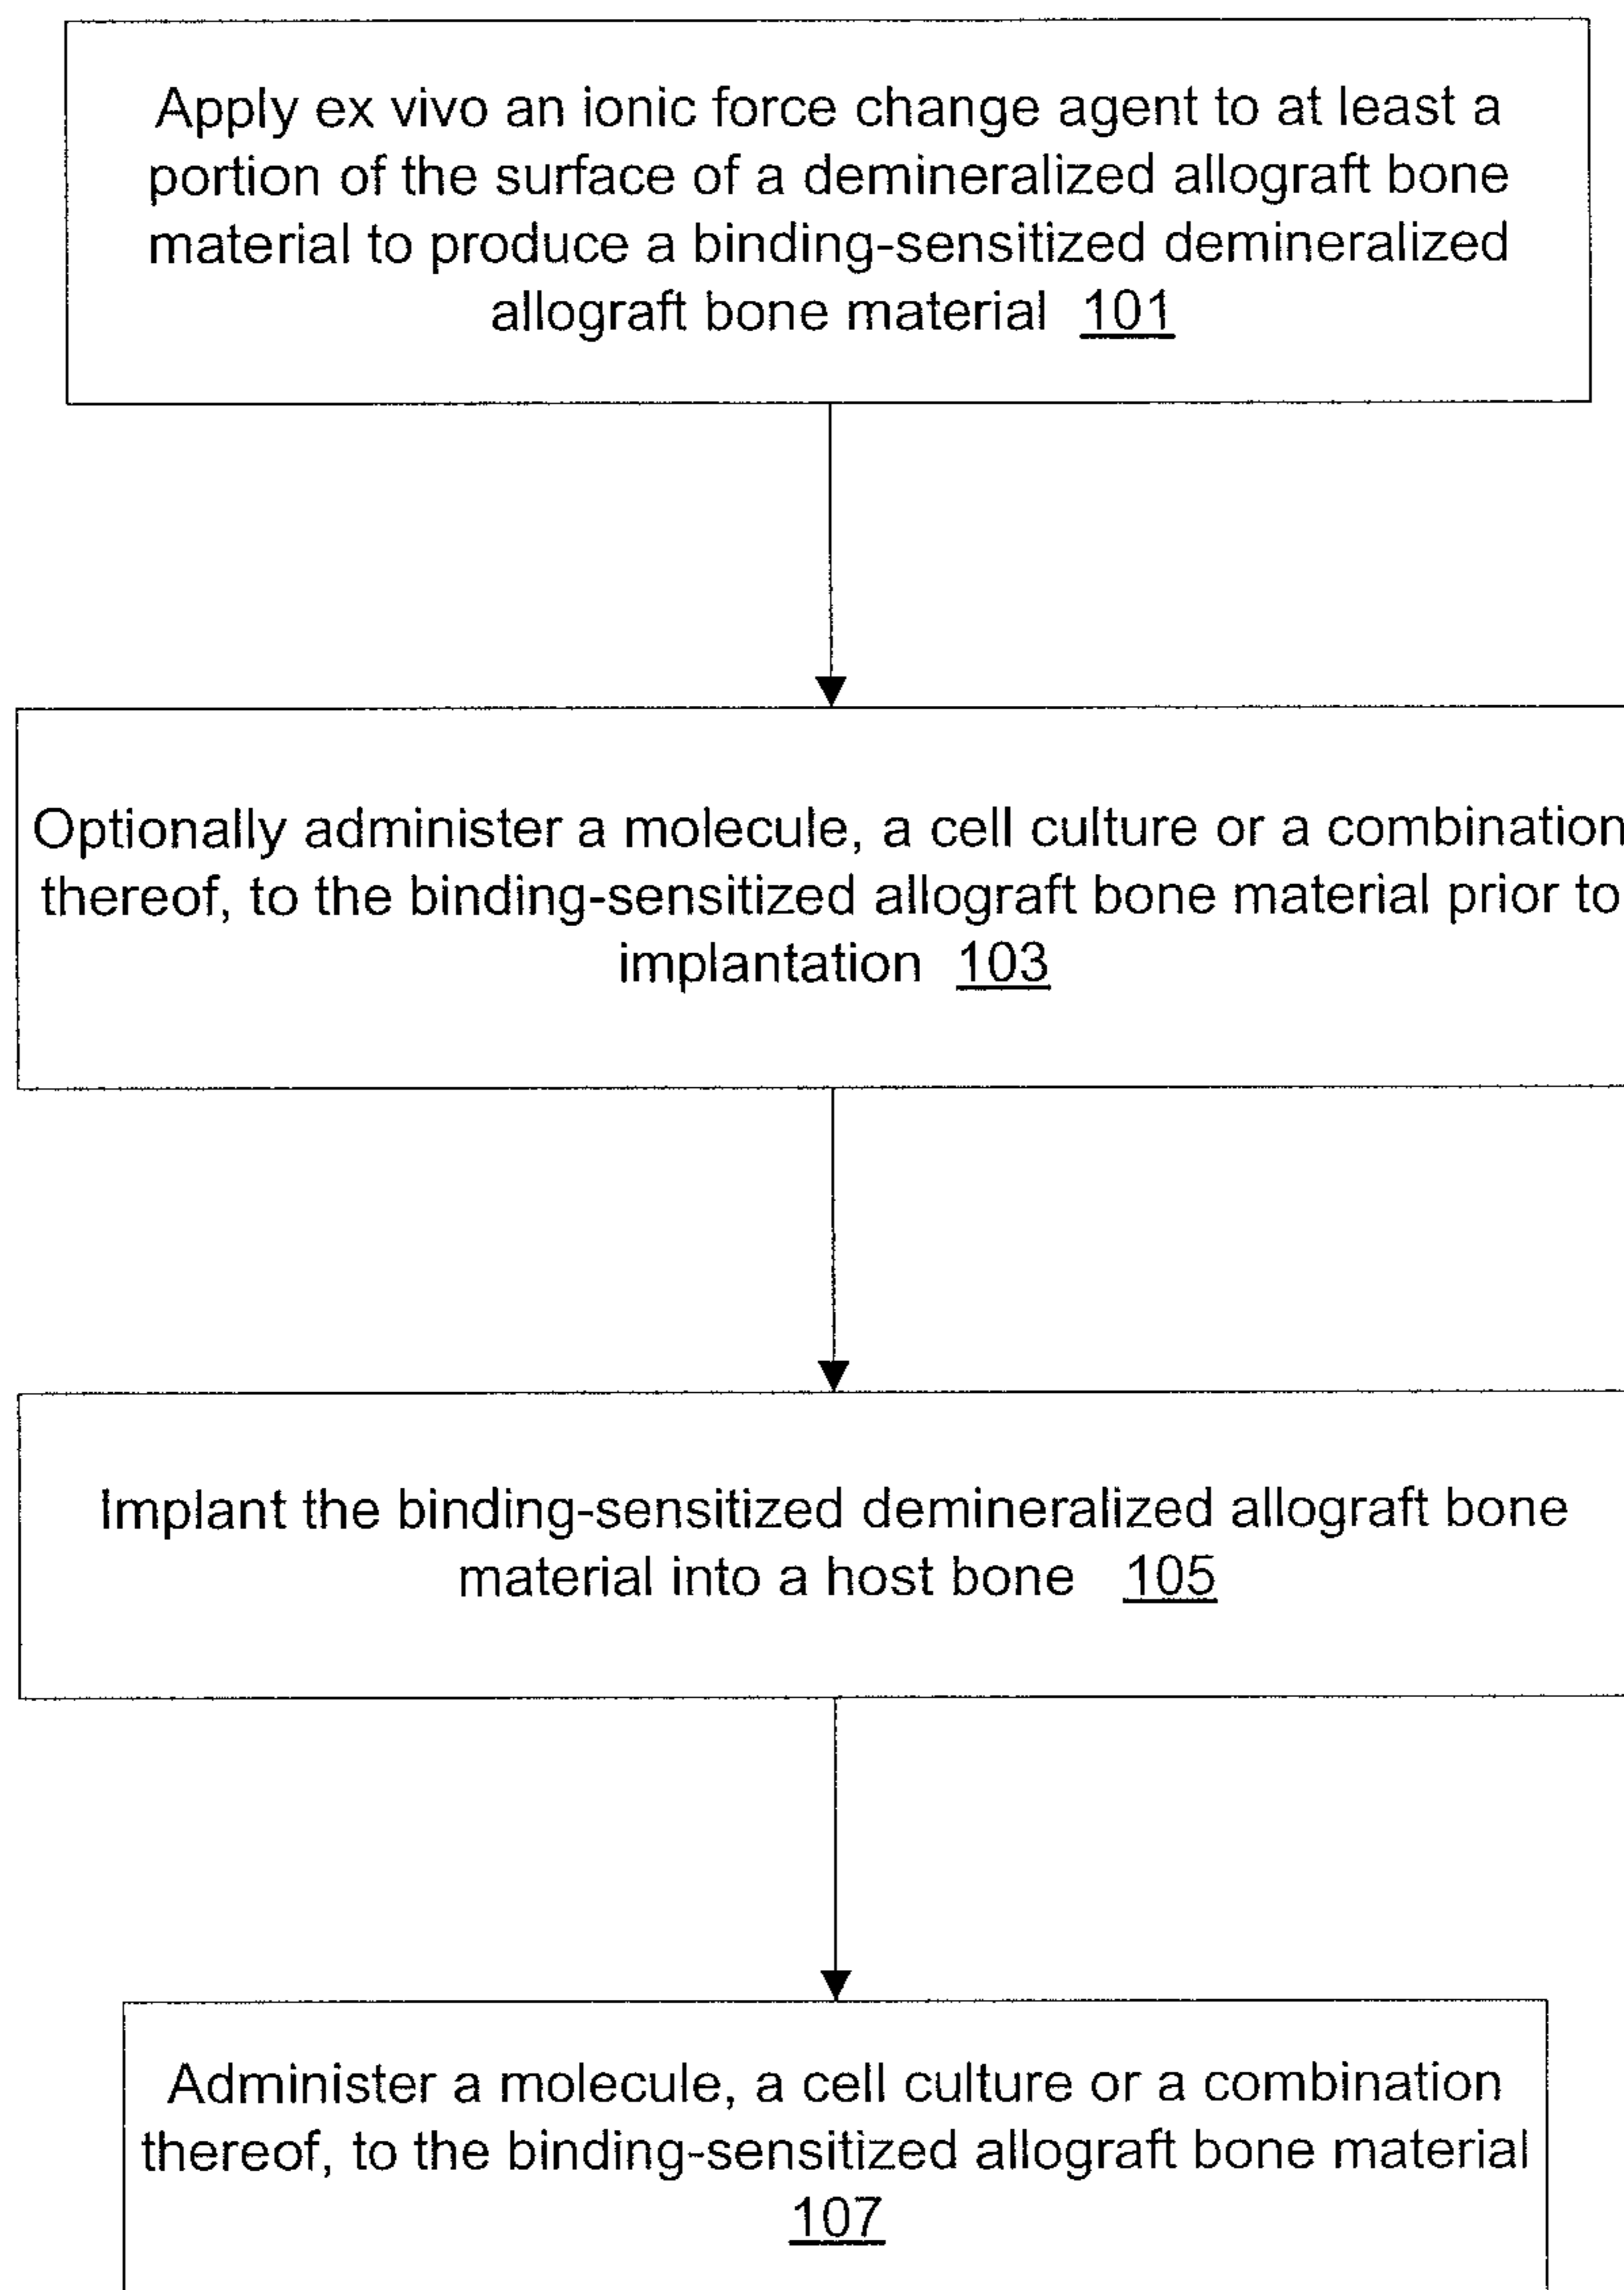 Apply ex vivo an ionic force change agent to at least a
portion of the surface of a demineralized allograft bone
material to produce a binding-sensitized demineralized
allograft bone material 101
Optionally administer a molecule, a cell culture or a combination
thereof, to the binding-sensitized allograft bone material prior to
implantation 103
Implant the binding-sensitized demineralized allograft bone
material into a host bone 105
Administer a molecule, a cell culture or a combination
thereof, to the binding-sensitized allograft bone material
107